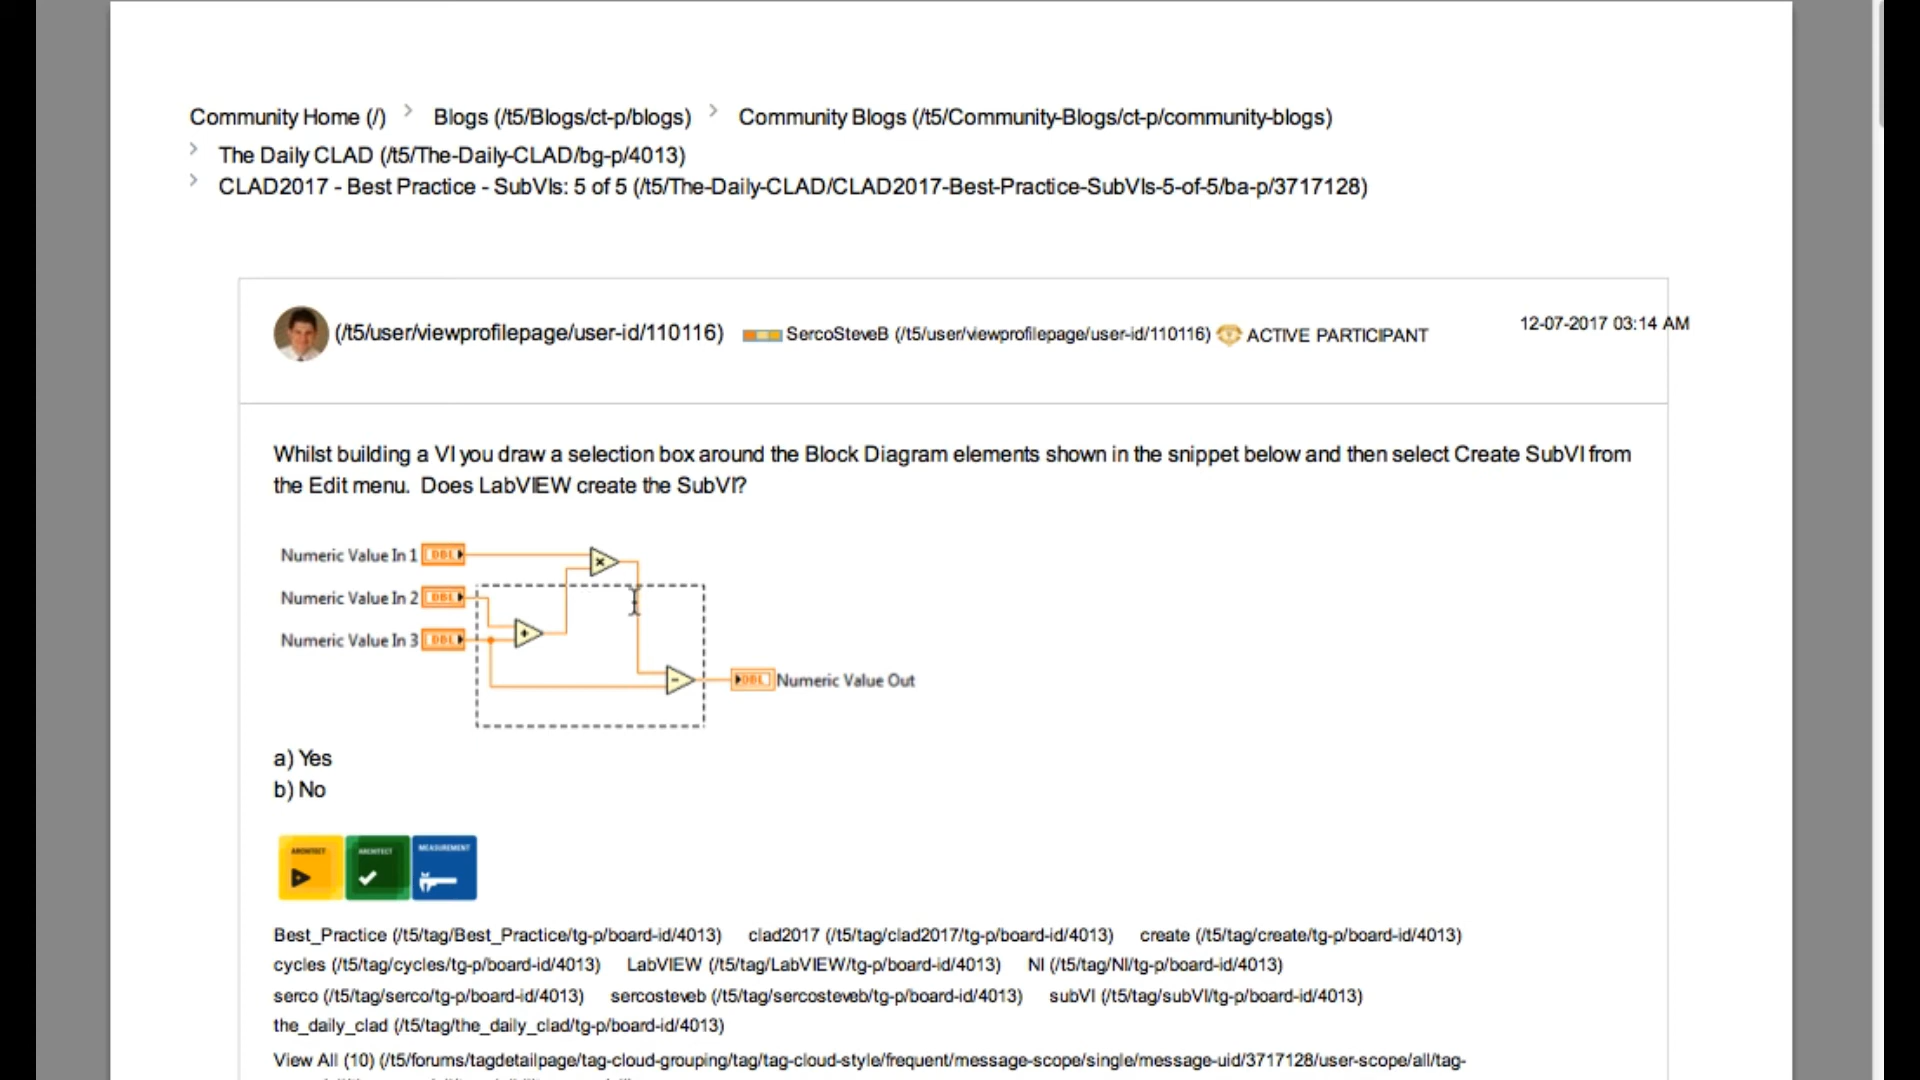 Community Home (/) > Blogs (/t5/Blogs/ct-p/blogs) > Community Blogs (/t5/Community-Blogs/ct-p/community-blogs)
> The Daily CLAD (/t5/The-Daily-CLAD/bg-p/4013)
> CLAD2017 - Best Practice - SubVIs: 5 of 5 (/t5/The-Daily-CLAD/CLAD2017-Best-Practice-SubVIs-5-of-5/ba-p/3717128)
(/t5/user/viewprofilepage/user-id/110116) SercoSteveB (/t5/user/viewprofilepage/user-id/110116) ACTIVE PARTICIPANT
12-07-2017 03:14 AM
Whilst building a VI you draw a selection box around the Block Diagram elements shown in the snippet below and then select Create SubVI from
the Edit menu. Does LabVIEW create the SubVI?
Numeric Value In 1 DBL
Numeric Value In 2 DBL
Numeric Value In 3 DBL
DBL Numeric Value Out
a) Yes
b) No
ARCHITECT ARCHITECT MEASUREMENT
Best_Practice (/t5/tag/Best_Practice/tg-p/board-id/4013) clad2017 (/t5/tag/clad2017/tg-p/board-id/4013) create (/t5/tag/create/tg-p/board-id/4013)
cycles (/t5/tag/cycles/tg-p/board-id/4013) LabVIEW (/t5/tag/LabVIEW/tg-p/board-id/4013) NI (/t5/tag/NI/tg-p/board-id/4013)
serco (/t5/tag/serco/tg-p/board-id/4013) sercosteveb (/t5/tag/sercosteveb/tg-p/board-id/4013) subVI (/t5/tag/subVI/tg-p/board-id/4013)
the_daily_clad (/t5/tag/the_daily_clad/tg-p/board-id/4013)
View All (10) (/t5/forums/tagdetailpage/tag-cloud-grouping/tag/tag-cloud-style/frequent/message-scope/single/message-uid/3717128/user-scope/all/tag-